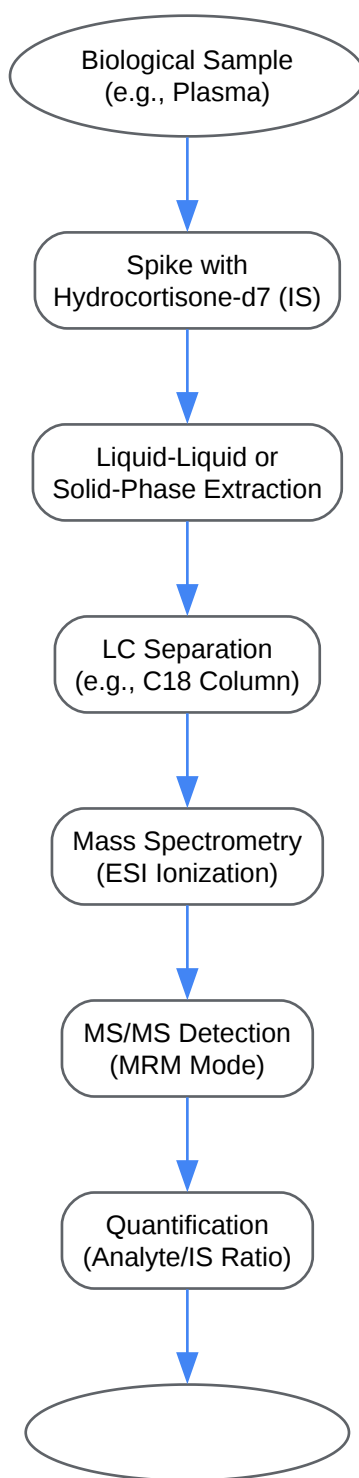 Biological Sample
(e.g., Plasma)
Spike with
Hydrocortisone-d7 (IS)
Liquid-Liquid or
Solid-Phase Extraction
LC Separation
(e.g., C18 Column)
Mass Spectrometry
(ESI Ionization)
MS/MS Detection
(MRM Mode)
Quantification
(Analyte/IS Ratio)